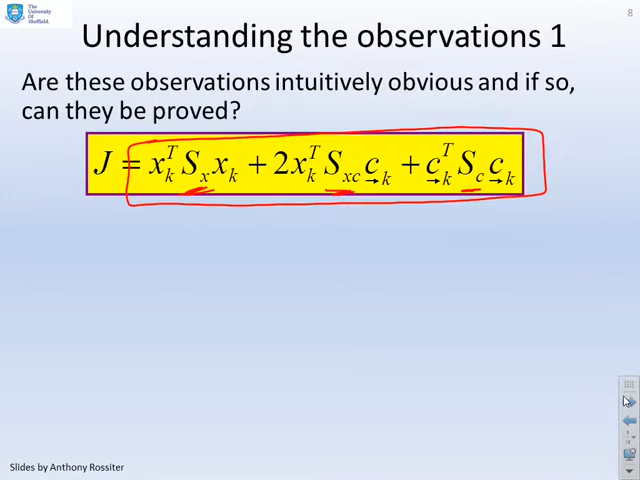 The
University
Of
Sheffield.
8
Understanding the observations 1
Are these observations intuitively obvious and if so,
can they be proved?
J = x_k^T S_x x_k + 2x_k^T S_xc c_k + c_k^T S_c c_k
Slides by Anthony Rossiter